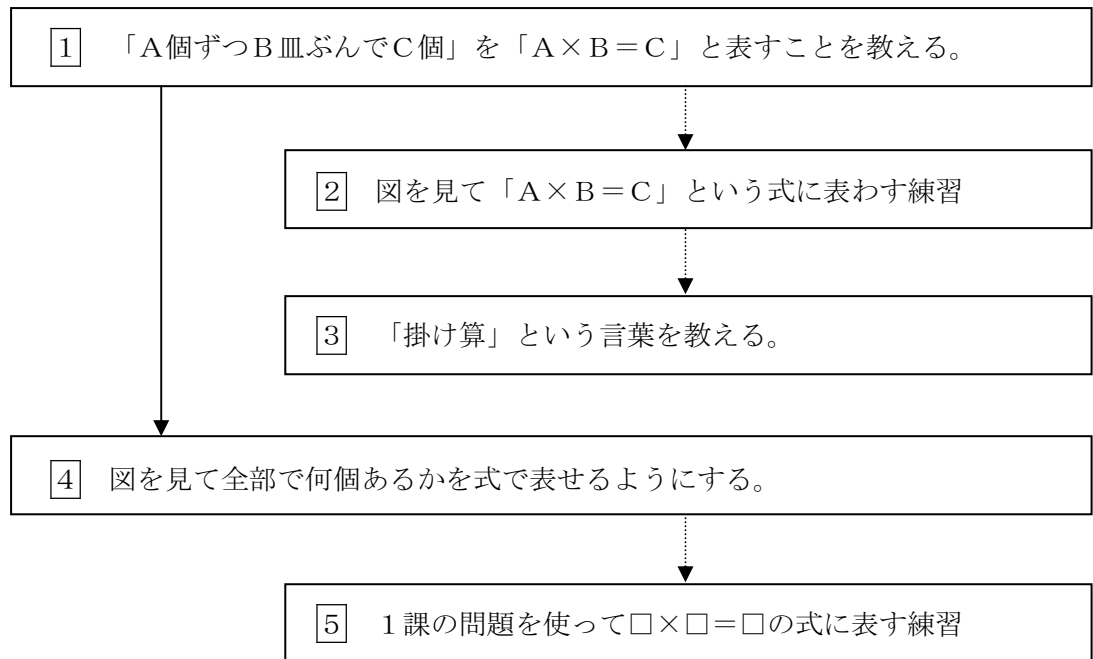 1 「A個ずつB皿ぶんでC個」を「A×B=C」と表すことを教える。
2 図を見て「A×B=C」という式に表わす練習
3 「掛け算」という言葉を教える。
4 図を見て全部で何個あるかを式で表せるようにする。
5 1課の問題を使って□×□=□の式に表す練習